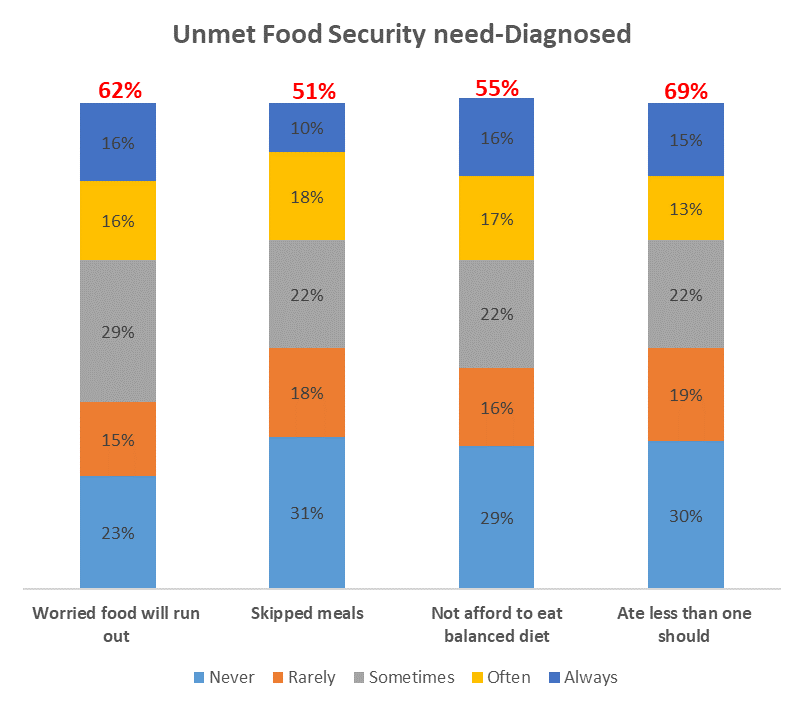 Unmet Food Security need-Diagnosed
62% 51% 55% 69%
16% 10% 16% 15%
16% 18% 17% 13%
29% 22% 22% 22%
15% 18% 16% 19%
23% 31% 29% 30%
Worried food will run out
Skipped meals
Not afford to eat balanced diet
Ate less than one should
Never Rarely Sometimes Often Always